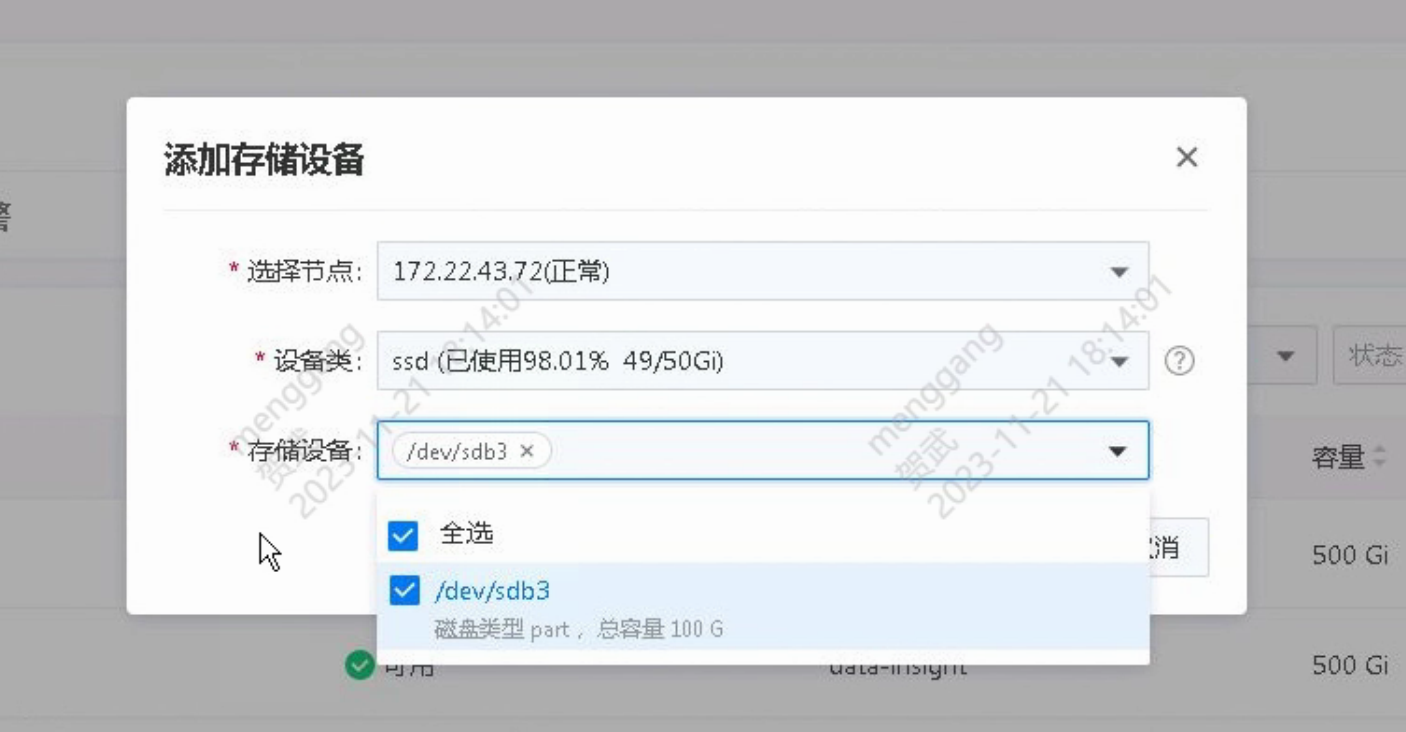 添加存储设备
警
* 选择节点: 172.22.43.72(正常)
* 设备类: ssd (已使用98.01% 49/50Gi)
状态
* 存储设备: /dev/sdb3
容量
全选
消
500 Gi
/dev/sdb3
磁盘类型 part ，总容量 100 G
可用
data-insight
500 Gi
menggang
贺武
2023-11-21 18:14:01
menggang
贺武
2023-11-21 18:14:01